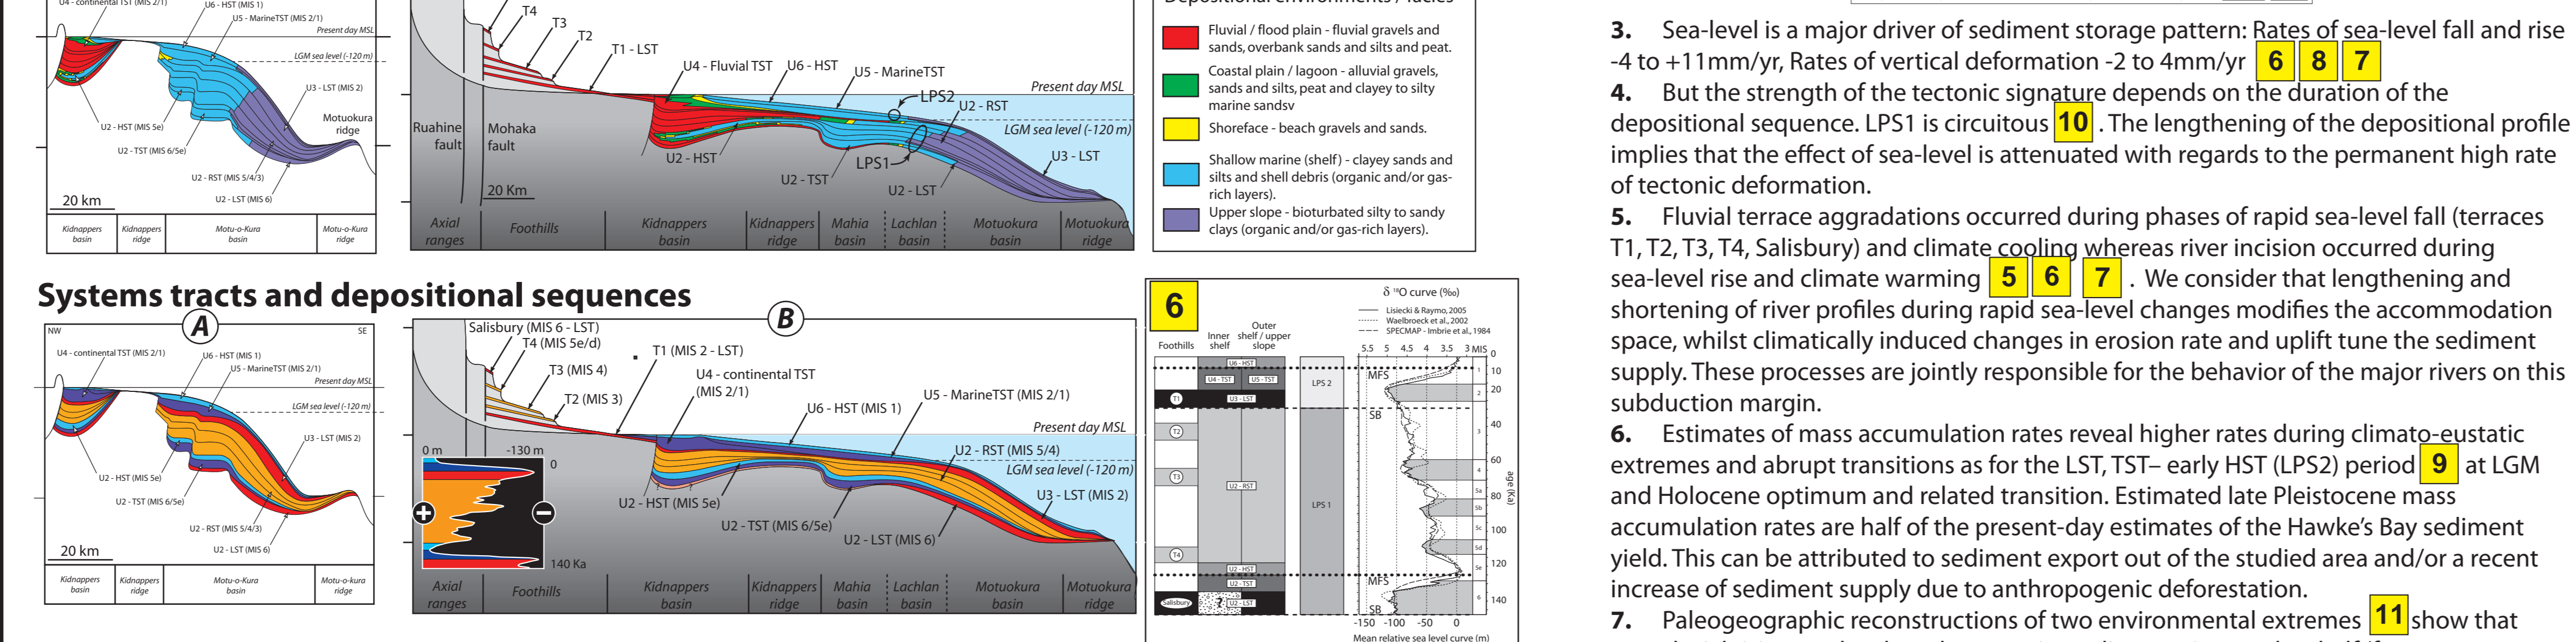 U4 - continental TST (MIS 2/1)
U6 - HST (MIS 1)
U5 - MarineTST (MIS 2/1)
Present day MSL
LGM sea level (-120 m)
U3 - LST (MIS 2)
Motuokura
ridge
U2 - HST (MIS 5e)
U2 - TST (MIS 6/5e)
U2 - RST (MIS 5/4/3)
U2 - LST (MIS 6)
20 km
Kidnappers basin
Kidnappers ridge
Motu-o-Kura basin
Motu-o-Kura ridge
T4
T3
T2
T1 - LST
U4 - Fluvial TST
U6 - HST
U5 - MarineTST
LPS2
Present day MSL
U2 - RST
LGM sea level (-120 m)
Ruahine fault
Mohaka fault
U2 - HST
LPS1
U2 - TST
U2 - LST
U3 - LST
20 Km
Axial ranges
Foothills
Kidnappers basin
Kidnappers ridge
Mahia basin
Lachlan basin
Motuokura basin
Motuokura ridge
Depositional environments / facies
Fluvial / flood plain - fluvial gravels and
sands, overbank sands and silts and peat.
Coastal plain / lagoon - alluvial gravels,
sands and silts, peat and clayey to silty
marine sandsv
Shoreface - beach gravels and sands.
Shallow marine (shelf) - clayey sands and
silts and shell debris (organic and/or gas-
rich layers).
Upper slope - bioturbated silty to sandy
clays (organic and/or gas-rich layers).
Systems tracts and depositional sequences
A
NW
SE
U4 - continental TST (MIS 2/1)
U6 - HST (MIS 1)
U5 - MarineTST (MIS 2/1)
Present day MSL
LGM sea level (-120 m)
U3 - LST (MIS 2)
U2 - HST (MIS 5e)
U2 - TST (MIS 6/5e)
U2 - RST (MIS 5/4/3)
U2 - LST (MIS 6)
20 km
Kidnappers basin
Kidnappers ridge
Motu-o-Kura basin
Motu-o-kura ridge
B
Salisbury (MIS 6 - LST)
T4 (MIS 5e/d)
T3 (MIS 4)
T2 (MIS 3)
T1 (MIS 2 - LST)
U4 - continental TST
(MIS 2/1)
U6 - HST (MIS 1)
U5 - MarineTST (MIS 2/1)
Present day MSL
U2 - RST (MIS 5/4)
LGM sea level (-120 m)
U3 - LST (MIS 2)
U2 - HST (MIS 5e)
U2 - TST (MIS 6/5e)
U2 - LST (MIS 6)
0 m
-130 m
0
+
-
140 Ka
Axial ranges
Foothills
Kidnappers basin
Kidnappers ridge
Mahia basin
Lachlan basin
Motuokura basin
Motuokura ridge
6
δ 18O curve (‰)
Lisiecki & Raymo, 2005
Waelbroeck et al., 2002
SPECMAP - Imbrie et al., 1984
Foothills
Inner shelf
Outer shelf / upper slope
5.5 5 4.5 4 3.5 3 MIS 0
U6 - HST
U4 - TST
U5 - TST
U3 - LST
T1
T2
T3
U2 - RST
T4
U2 - HST
U2 - TST
Salisbury
?
U2 - LST
LPS 2
LPS 1
MFS
SB
MFS
SB
1
2
3
4
5a
5b
5c
5d
5e
6
10
20
40
60
80
100
120
140
age (Ka)
-150 -100 -50 0
Mean relative sea level curve (m)
3. Sea-level is a major driver of sediment storage pattern: Rates of sea-level fall and rise
-4 to +11mm/yr, Rates of vertical deformation -2 to 4mm/yr 6 8 7
4. But the strength of the tectonic signature depends on the duration of the
depositional sequence. LPS1 is circuitous 10 . The lengthening of the depositional profile
implies that the effect of sea-level is attenuated with regards to the permanent high rate
of tectonic deformation.
5. Fluvial terrace aggradations occurred during phases of rapid sea-level fall (terraces
T1, T2, T3, T4, Salisbury) and climate cooling whereas river incision occurred during
sea-level rise and climate warming 5 6 7 . We consider that lengthening and
shortening of river profiles during rapid sea-level changes modifies the accommodation
space, whilst climatically induced changes in erosion rate and uplift tune the sediment
supply. These processes are jointly responsible for the behavior of the major rivers on this
subduction margin.
6. Estimates of mass accumulation rates reveal higher rates during climato-eustatic
extremes and abrupt transitions as for the LST, TST– early HST (LPS2) period 9 at LGM
and Holocene optimum and related transition. Estimated late Pleistocene mass
accumulation rates are half of the present-day estimates of the Hawke's Bay sediment
yield. This can be attributed to sediment export out of the studied area and/or a recent
increase of sediment supply due to anthropogenic deforestation.
7. Paleogeographic reconstructions of two environmental extremes 11 show that